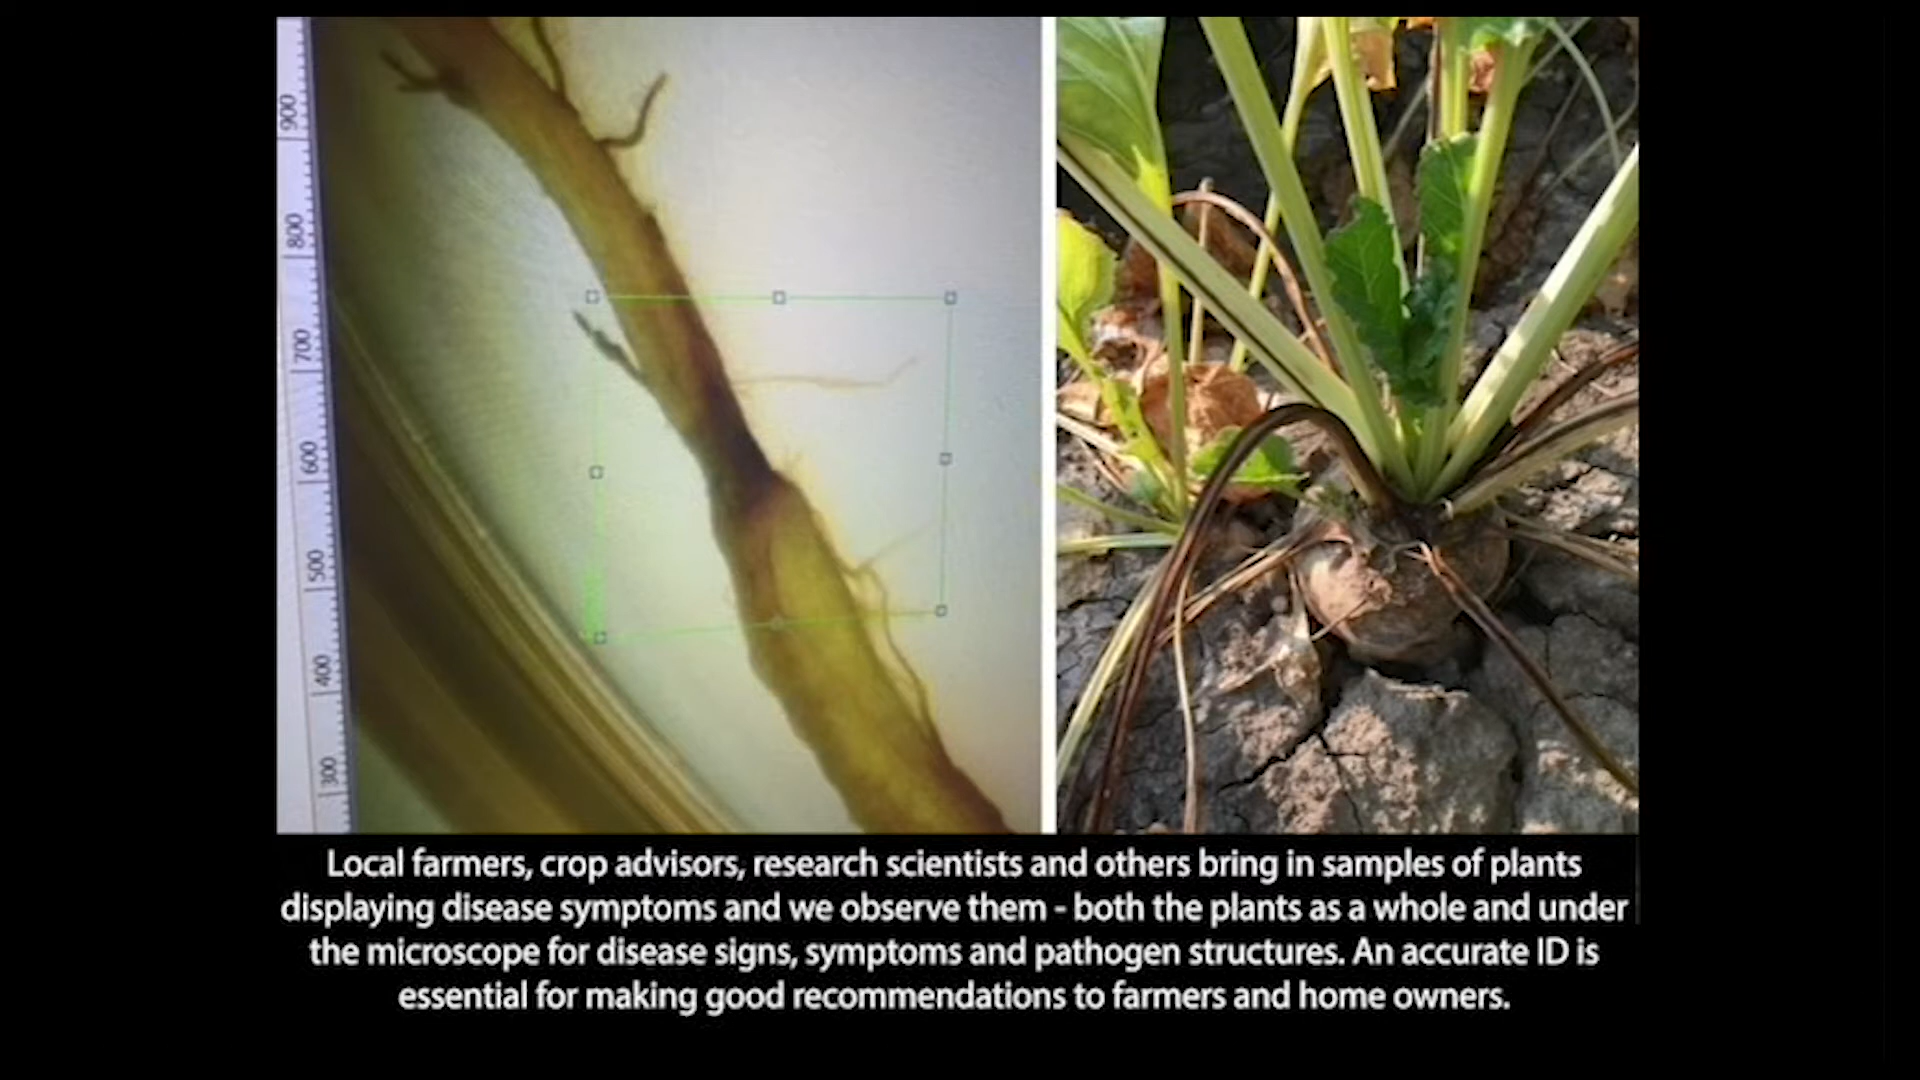 900
800
700
600
500
400
300
Local farmers, crop advisors, research scientists and others bring in samples of plants
displaying disease symptoms and we observe them - both the plants as a whole and under
the microscope for disease signs, symptoms and pathogen structures. An accurate ID is
essential for making good recommendations to farmers and home owners.